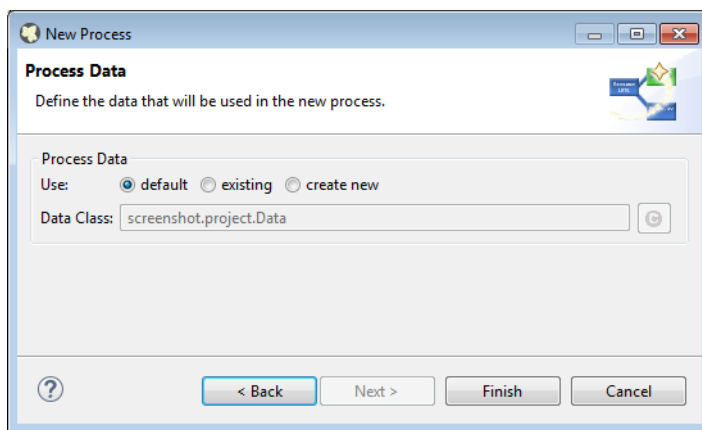 New Process
Process Data
Define the data that will be used in the new process.
Process Data
Use: default existing create new
Data Class: screenshot.project.Data
< Back Next > Finish Cancel